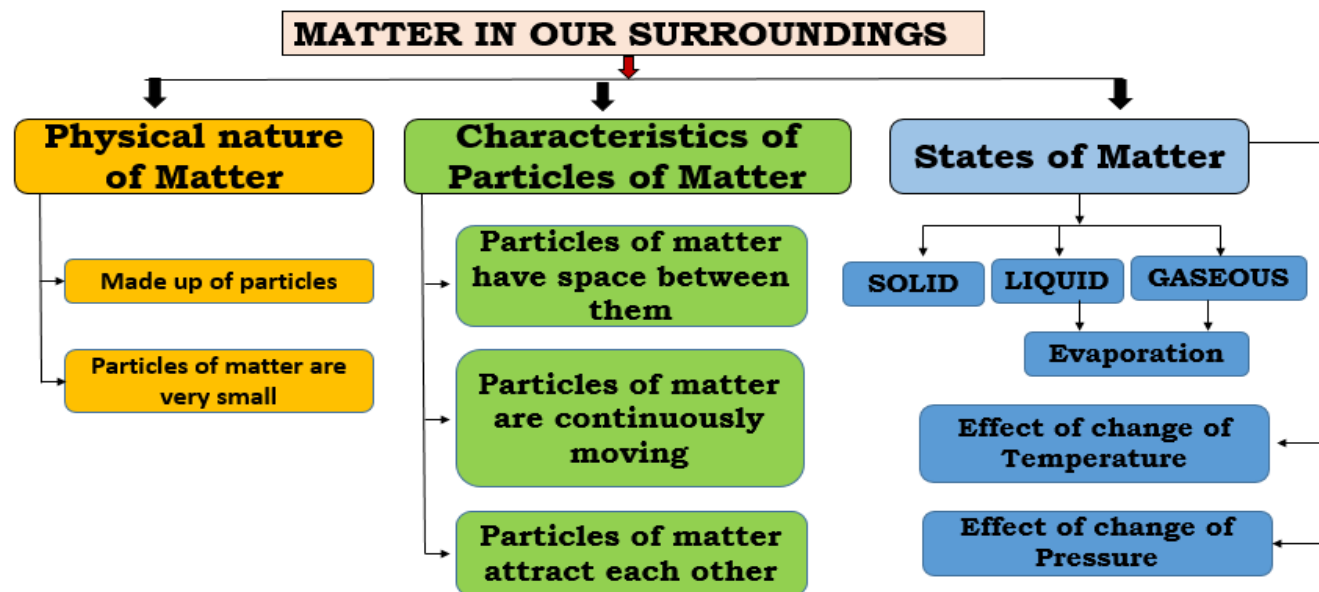 MATTER IN OUR SURROUNDINGS
Physical nature
of Matter
Made up of particles
Particles of matter are
very small
Characteristics of
Particles of Matter
Particles of matter
have space between
them
Particles of matter
are continuously
moving
Particles of matter
attract each other
States of Matter
SOLID
LIQUID
GASEOUS
Evaporation
Effect of change of
Temperature
Effect of change of
Pressure